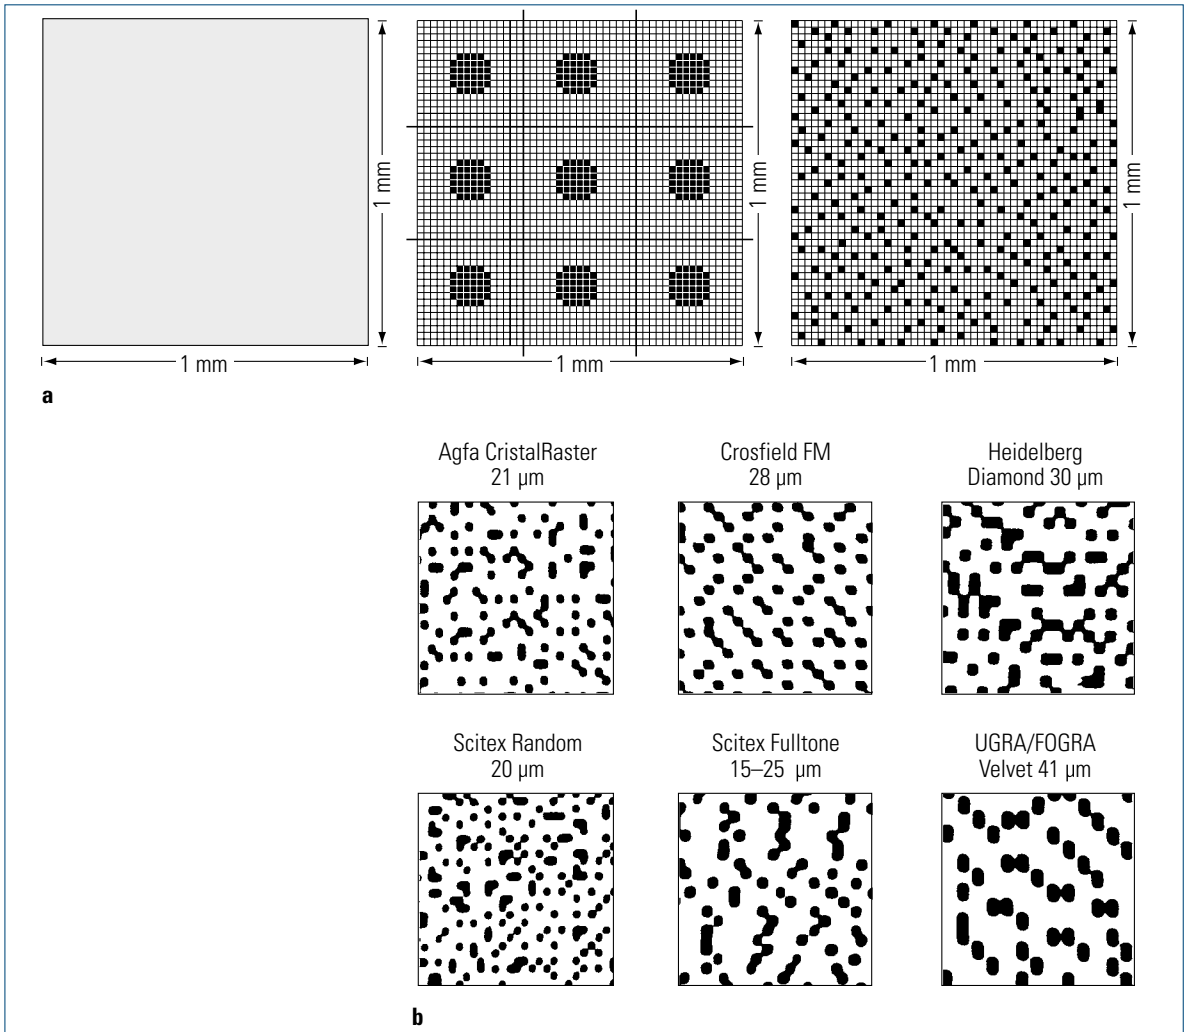 1 mm
1 mm
1 mm
1 mm
1 mm
1 mm
a
Agfa CristalRaster
21 µm
Crosfield FM
28 µm
Heidelberg
Diamond 30 µm
Scitex Random
20 µm
Scitex Fulltone
15–25 µm
UGRA/FOGRA
Velvet 41 µm
b